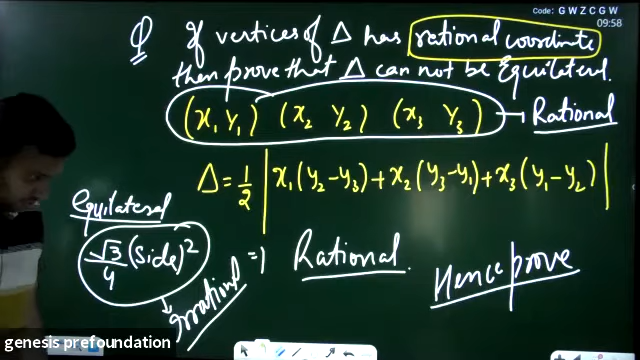 Code: G W Z C G W
09:58
Q If vertices of Δ has rational coordinate
then prove that Δ can not be Equilateral.
(x₁ y₁) (x₂ y₂) (x₃ y₃) → Rational
Δ = 1/2 | x₁(y₂-y₃)+x₂(y₃-y₁)+x₃(y₁-y₂) |
Equilateral
√3/4 (Side)² ⇒ Rational.
↳ Irrational
Hence prove
genesis prefoundation